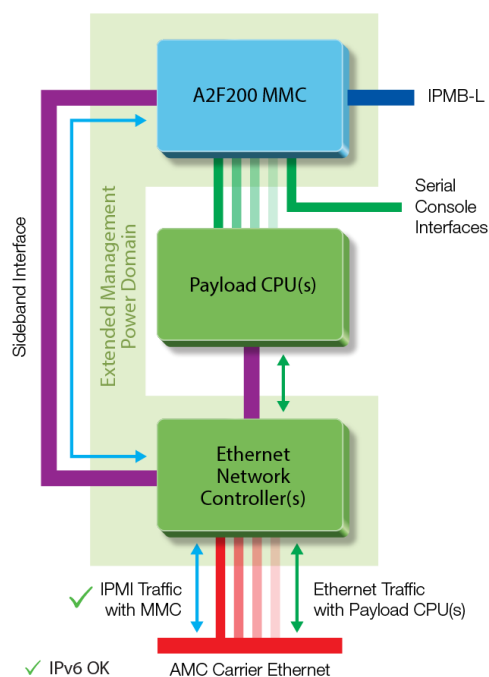 A2F200 MMC
IPMB-L
Serial
Console
Interfaces
Sideband Interface
Extended Management
Power Domain
Payload CPU(s)
Ethernet
Network
Controller(s)
IPMI Traffic
with MMC
Ethernet Traffic
with Payload CPU(s)
IPv6 OK
AMC Carrier Ethernet